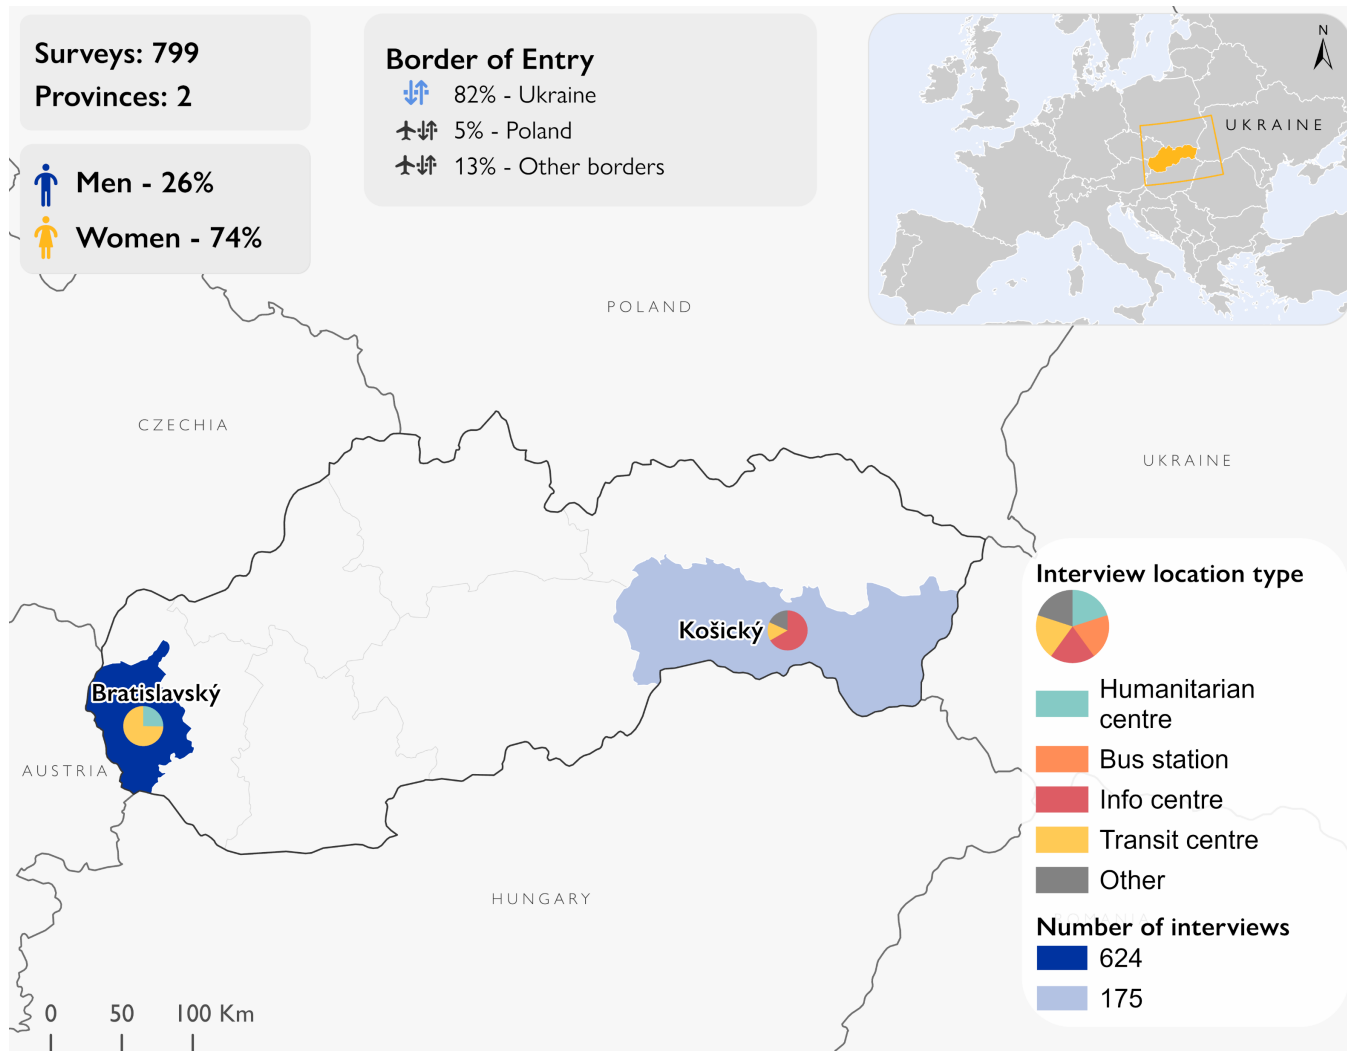 Surveys: 799
Provinces: 2
Men - 26%
Women - 74%
Border of Entry
82% - Ukraine
5% - Poland
13% - Other borders
N
UKRAINE
POLAND
CZECHIA
UKRAINE
Košický
Bratislavský
AUSTRIA
HUNGARY
Interview location type
Humanitarian
centre
Bus station
Info centre
Transit centre
Other
ROMANIA
Number of interviews
624
175
0 50 100 Km